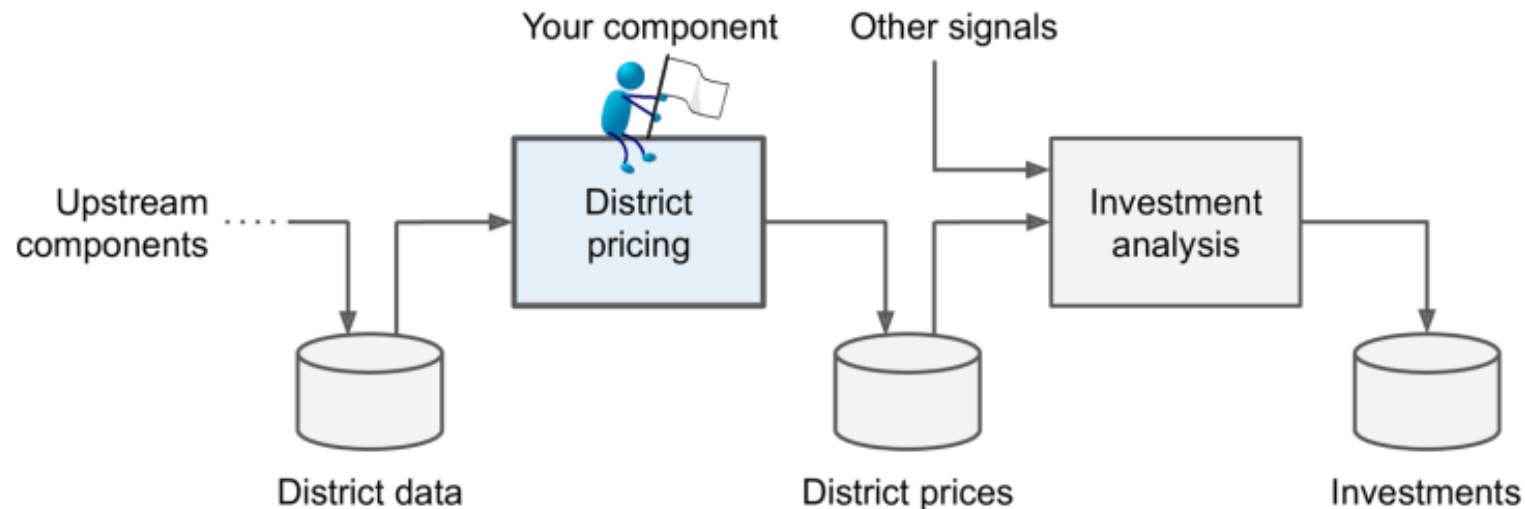 Your component
Other signals
Upstream
components
District
pricing
Investment
analysis
District data
District prices
Investments